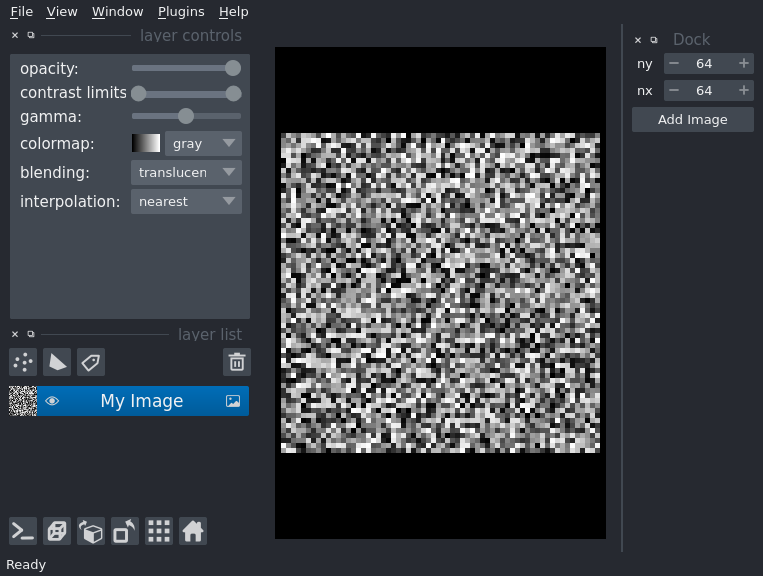 File View Window Plugins Help
layer controls
opacity:
contrast limits
gamma:
colormap: gray
blending: translucen
interpolation: nearest
layer list
My Image
Ready
Dock
ny 64
nx 64
Add Image